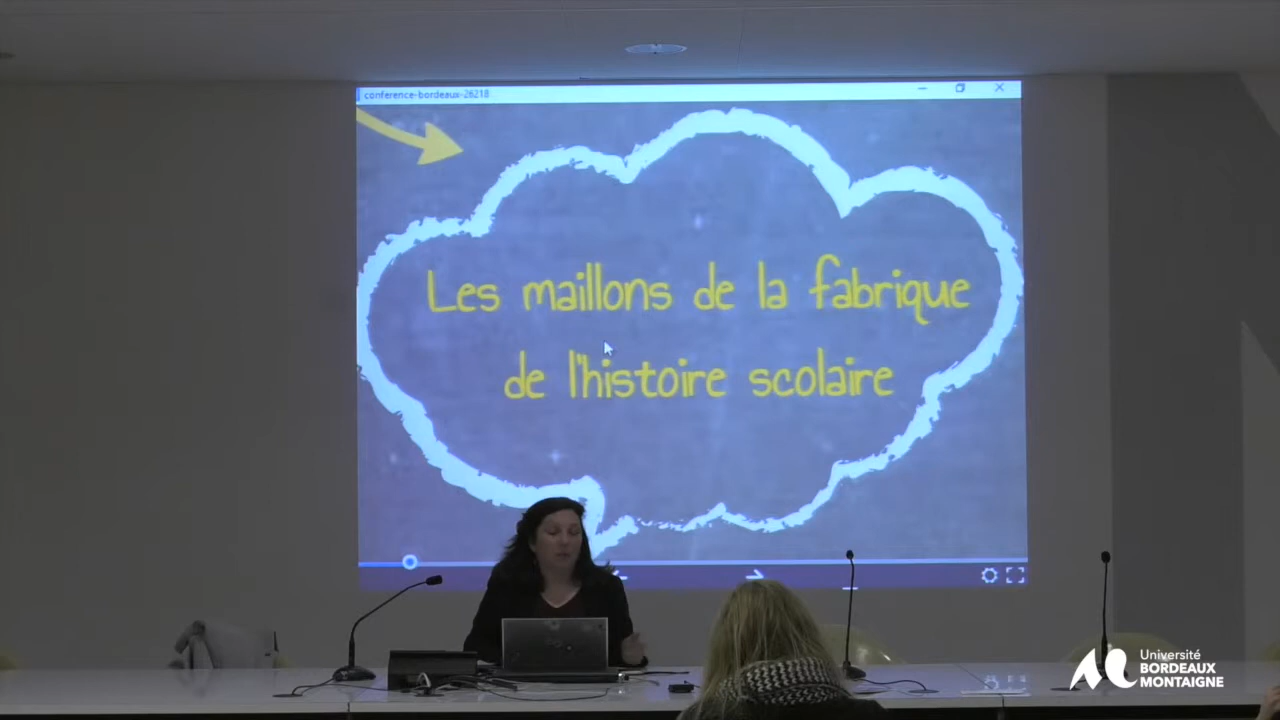 conference-bordeaux-26218
Les maillons de la fabrique
de l'histoire scolaire
Université
BORDEAUX
MONTAIGNE